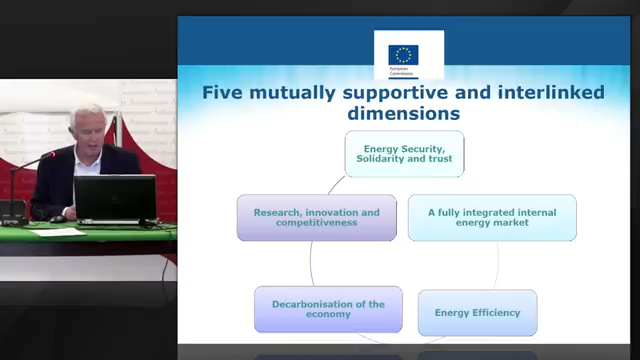 European
Commission
Five mutually supportive and interlinked
dimensions
Energy Security,
Solidarity and trust
Research, innovation and
competitiveness
A fully integrated internal
energy market
Decarbonisation of the
economy
Energy Efficiency